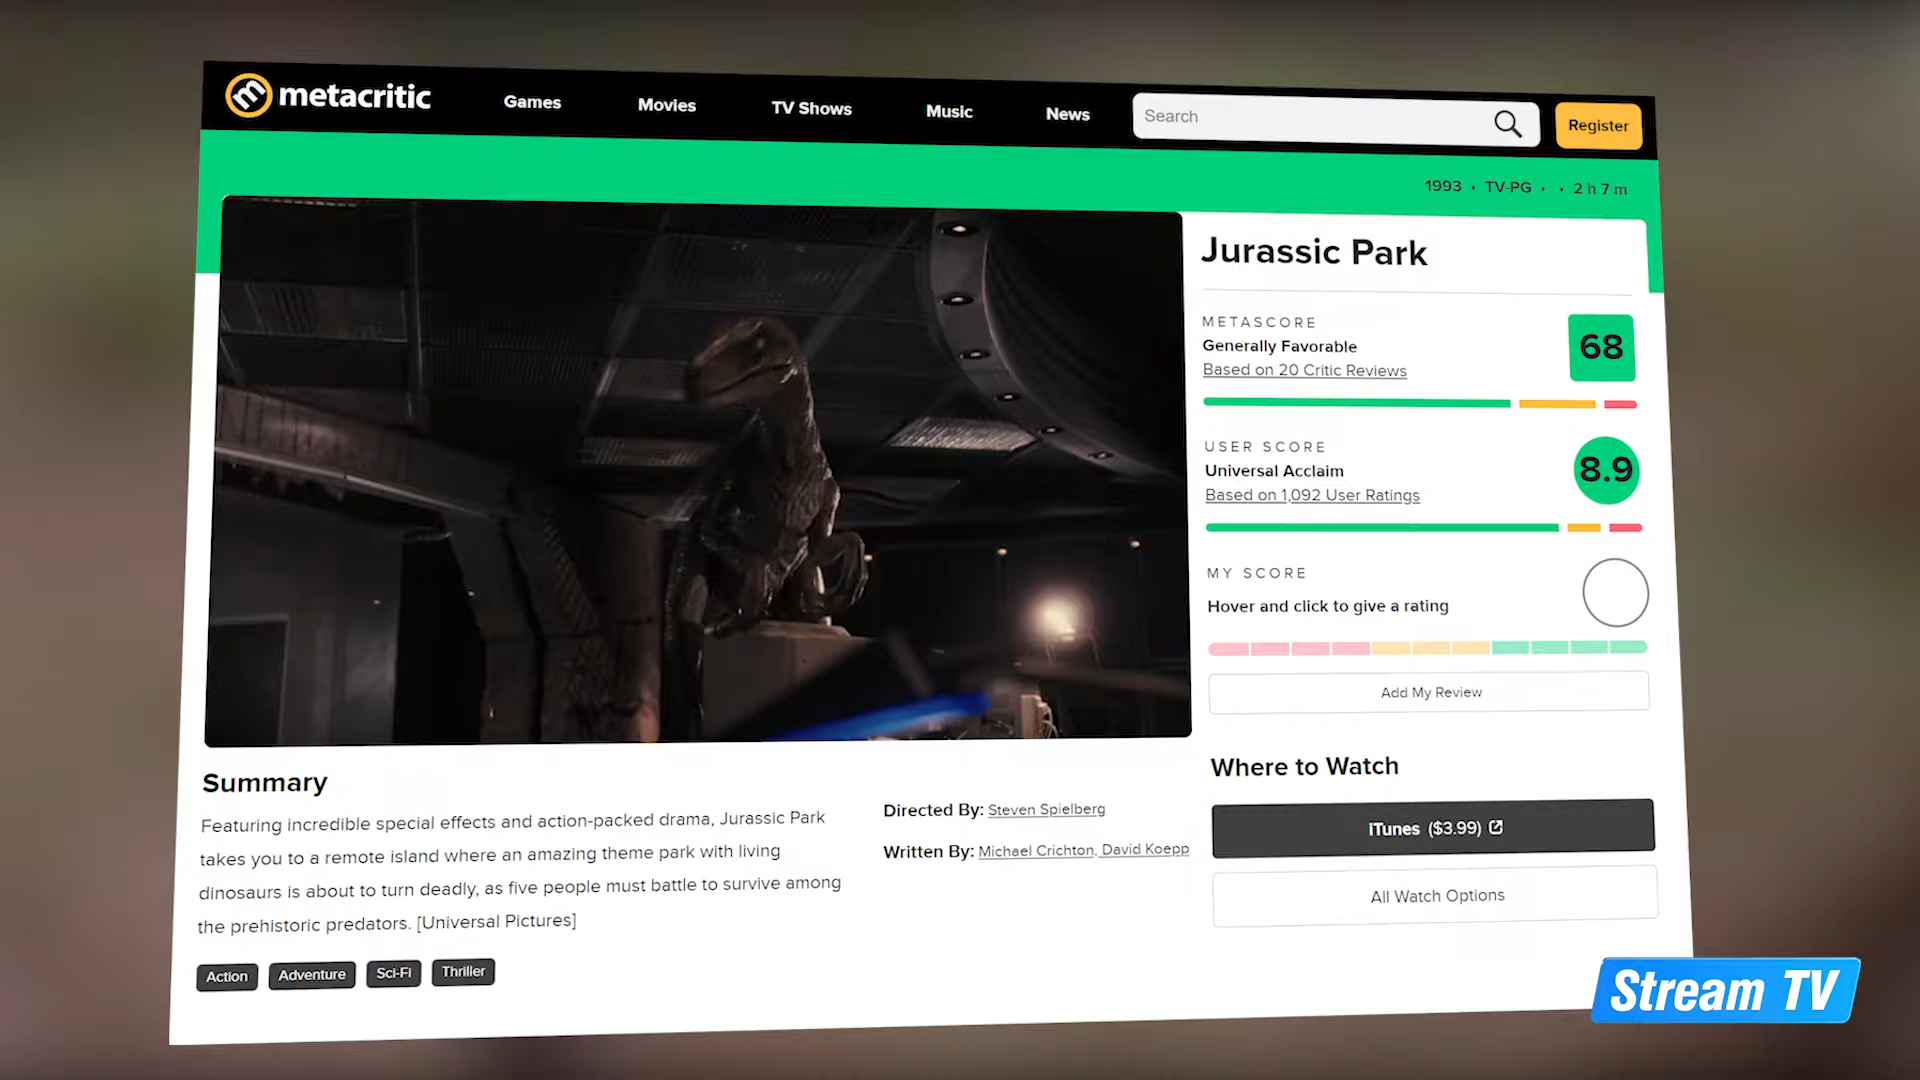 metacritic
Games
Movies
TV Shows
Music
News
Search
Register
1993 • TV-PG • • 2 h 7 m
Jurassic Park
METASCORE
Generally Favorable
Based on 20 Critic Reviews
68
USER SCORE
Universal Acclaim
Based on 1,092 User Ratings
8.9
MY SCORE
Hover and click to give a rating
Add My Review
Where to Watch
iTunes ($3.99)
All Watch Options
Summary
Featuring incredible special effects and action-packed drama, Jurassic Park
takes you to a remote island where an amazing theme park with living
dinosaurs is about to turn deadly, as five people must battle to survive among
the prehistoric predators. [Universal Pictures]
Directed By: Steven Spielberg
Written By: Michael Crichton, David Koepp
Action
Adventure
Sci-Fi
Thriller
Stream TV